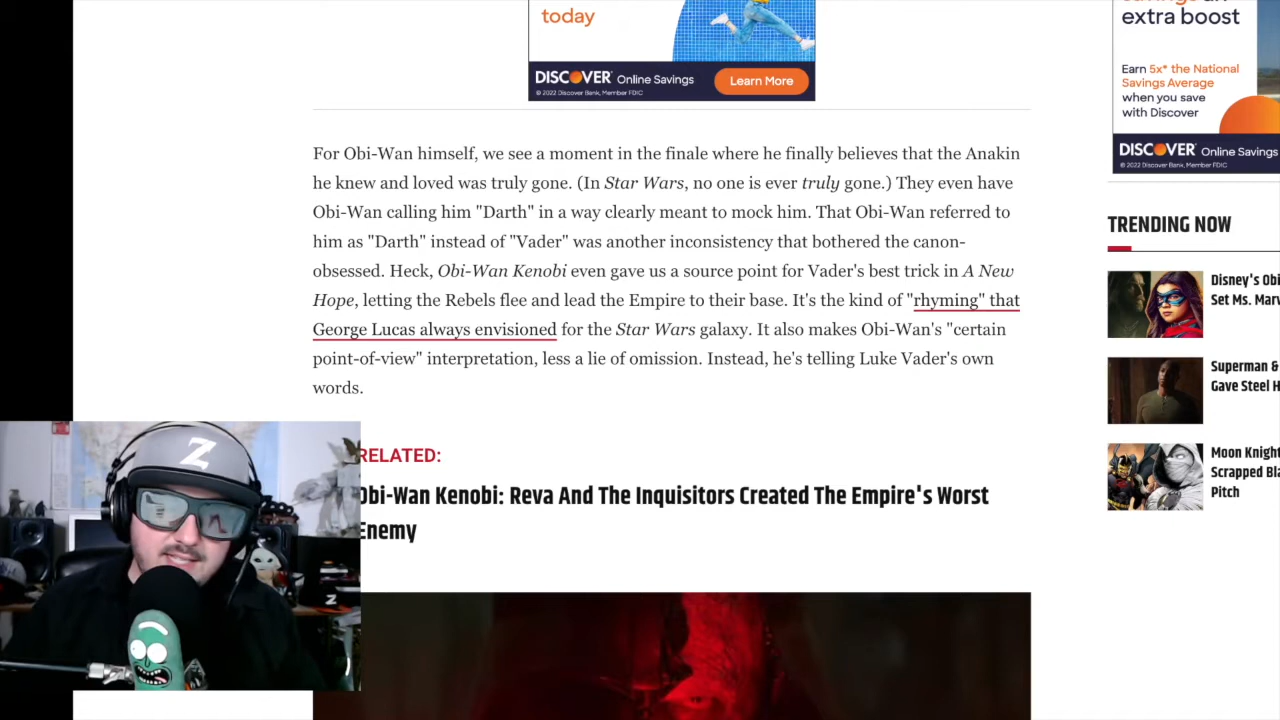 today
DISCOVER Online Savings
Learn More
© 2022 Discover Bank, Member FDIC
extra boost
Earn 5x* the National
Savings Average
when you save
with Discover
DISCOVER Online Savings
© 2022 Discover Bank, Member FDIC
For Obi-Wan himself, we see a moment in the finale where he finally believes that the Anakin
he knew and loved was truly gone. (In Star Wars, no one is ever truly gone.) They even have
Obi-Wan calling him "Darth" in a way clearly meant to mock him. That Obi-Wan referred to
him as "Darth" instead of "Vader" was another inconsistency that bothered the canon-
obsessed. Heck, Obi-Wan Kenobi even gave us a source point for Vader's best trick in A New
Hope, letting the Rebels flee and lead the Empire to their base. It's the kind of "rhyming" that
George Lucas always envisioned for the Star Wars galaxy. It also makes Obi-Wan's "certain
point-of-view" interpretation, less a lie of omission. Instead, he's telling Luke Vader's own
words.
RELATED:
Obi-Wan Kenobi: Reva And The Inquisitors Created The Empire's Worst
Enemy
TRENDING NOW
Disney's Obi
Set Ms. Marv
Superman &
Gave Steel H
Moon Knight
Scrapped Bla
Pitch
Z
Z